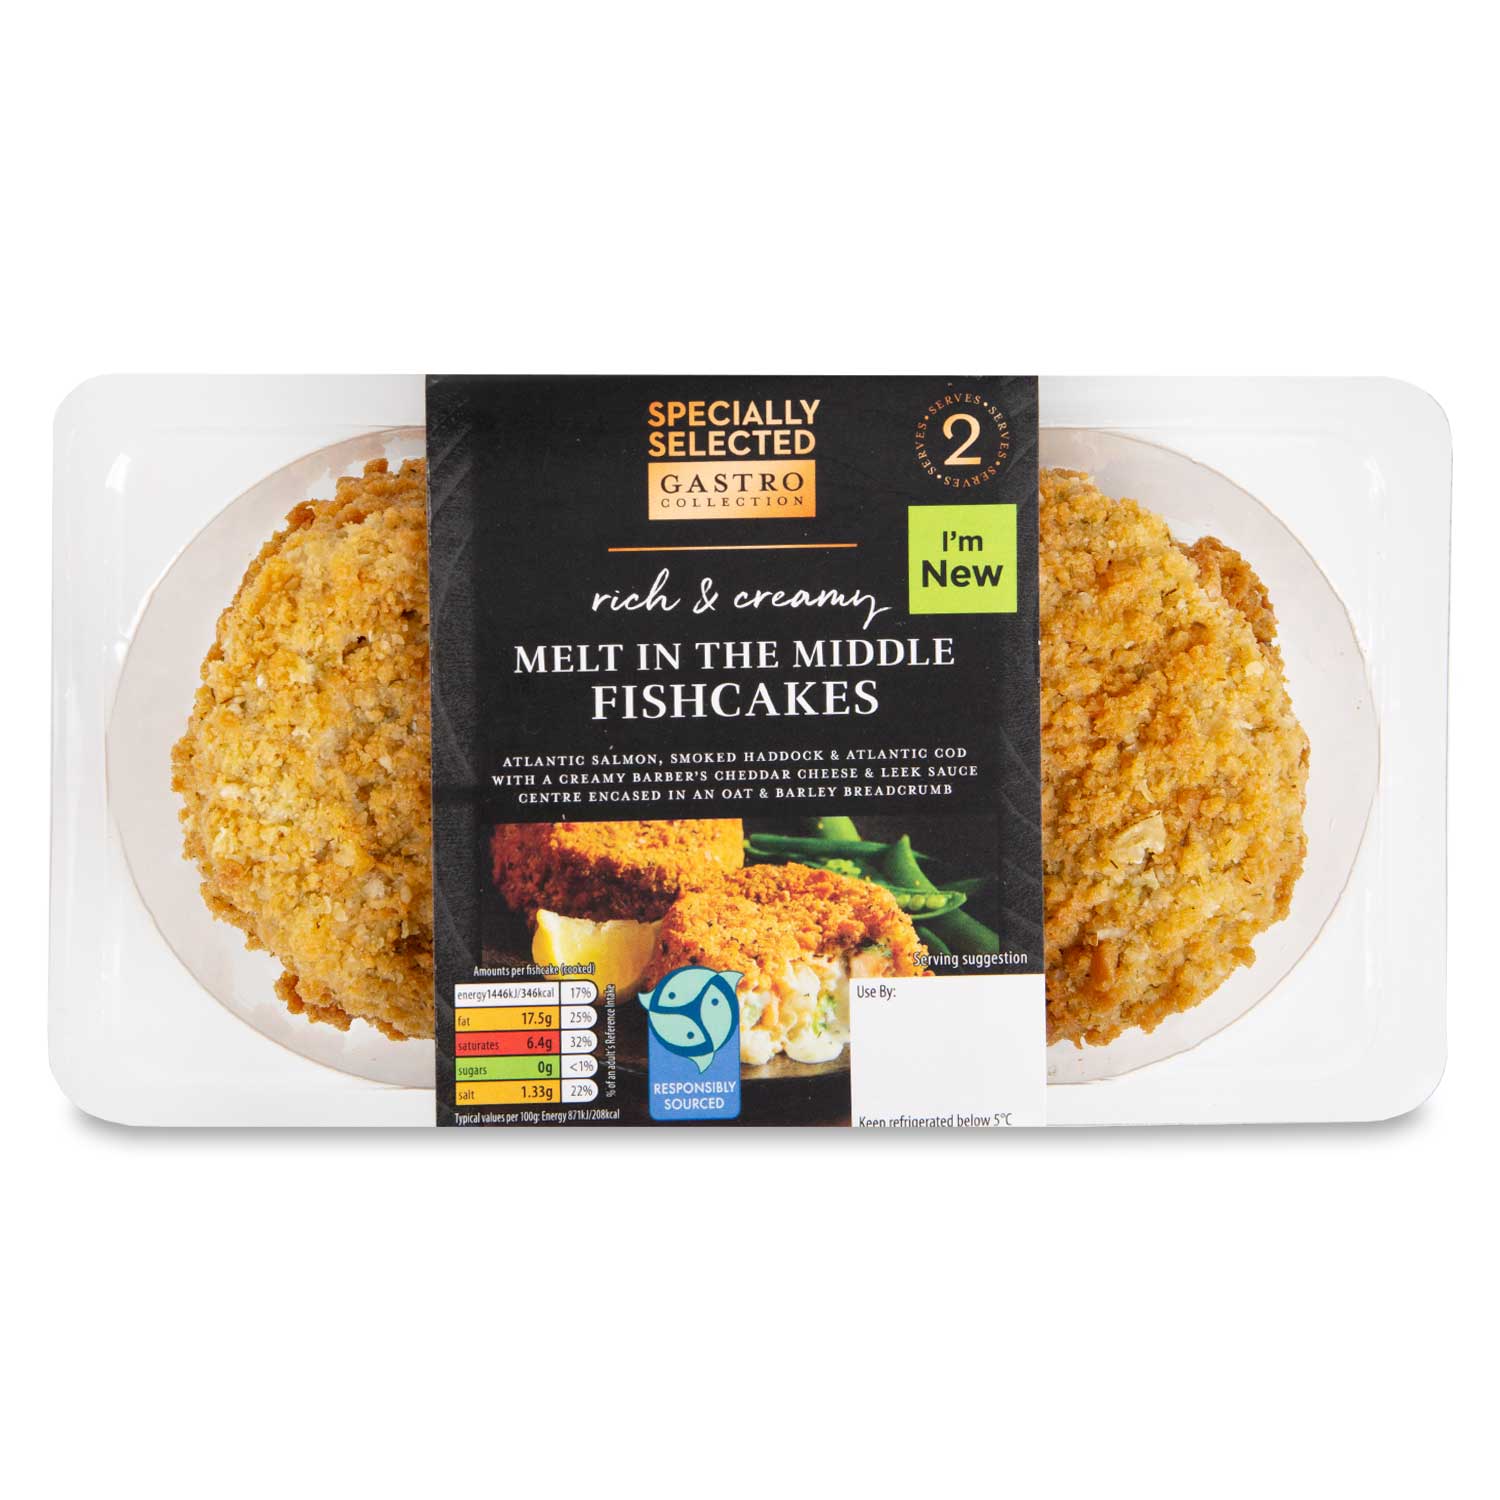 SPECIALLY
SELECTED
GASTRO
COLLECTION
SERVES • SERVES • SERVES • SERVES •
2
I'm
New
rich & creamy
MELT IN THE MIDDLE
FISHCAKES
ATLANTIC SALMON, SMOKED HADDOCK & ATLANTIC COD
WITH A CREAMY BARBER'S CHEDDAR CHEESE & LEEK SAUCE
CENTRE ENCASED IN AN OAT & BARLEY BREADCRUMB
Serving suggestion
Amounts per fishcake (cooked)
energy 1446kJ/346kcal 17%
fat 17.5g 25%
saturates 6.4g 32%
sugars 0g <1%
salt 1.33g 22%
% of an adult's Reference Intake
Typical values per 100g: Energy 871kJ/208kcal
RESPONSIBLY
SOURCED
Use By:
Keep refrigerated below 5°C